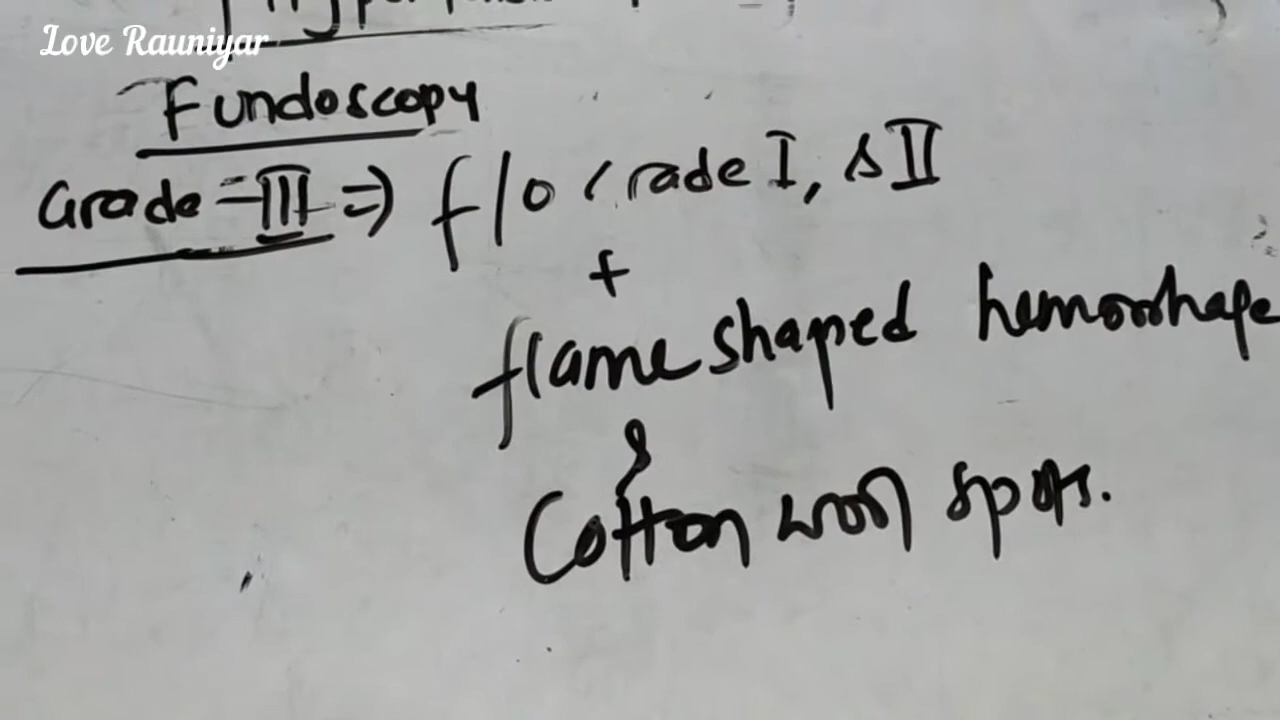 Love Rauniyar
Fundoscopy
Grade-III => f/o Grade I, & II
+
flame shaped hemorrhage
&
Cotton wool spots.